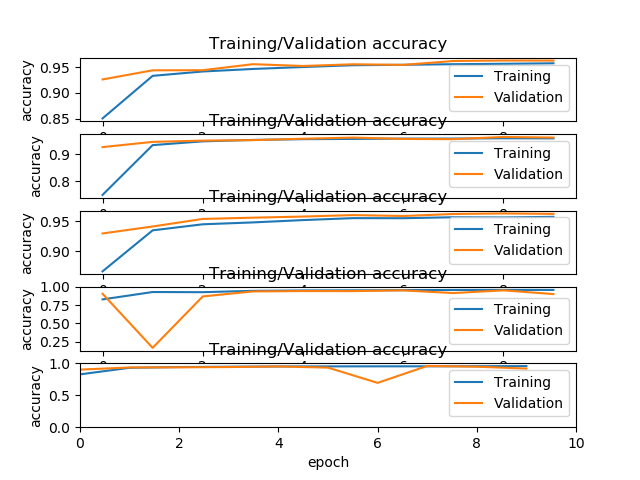 Training/Validation accuracy
0.95
0.90
0.85
accuracy
Training
Validation
Training/Validation accuracy
0.9
0.8
accuracy
Training
Validation
Training/Validation accuracy
0.95
0.90
accuracy
Training
Validation
Training/Validation accuracy
1.00
0.75
0.50
0.25
accuracy
Training
Validation
Training/Validation accuracy
1.0
0.5
0.0
accuracy
Training
Validation
0 2 4 6 8 10
epoch